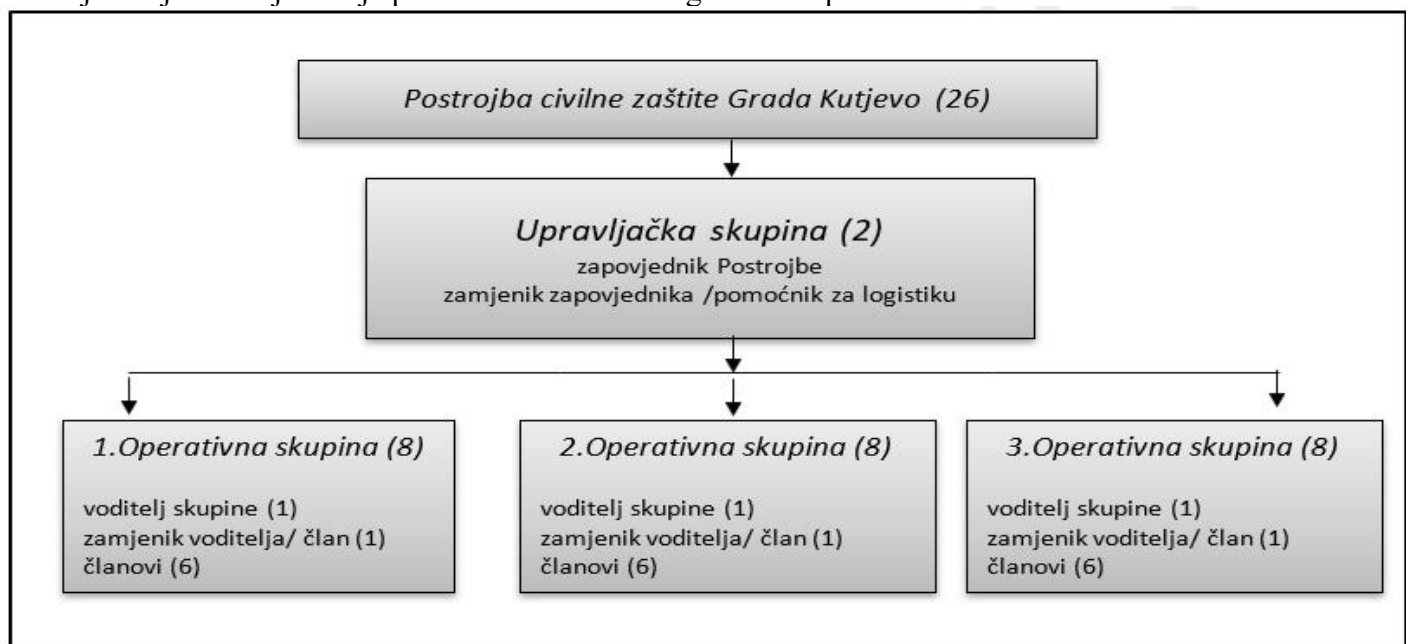 Postrojba civilne zaštite Grada Kutjevo (26)
Upravljačka skupina (2)
zapovjednik Postrojbe
zamjenik zapovjednika /pomoćnik za logistiku
1.Operativna skupina (8)
voditelj skupine (1)
zamjenik voditelja/ član (1)
članovi (6)
2.Operativna skupina (8)
voditelj skupine (1)
zamjenik voditelja/ član (1)
članovi (6)
3.Operativna skupina (8)
voditelj skupine (1)
zamjenik voditelja/ član (1)
članovi (6)